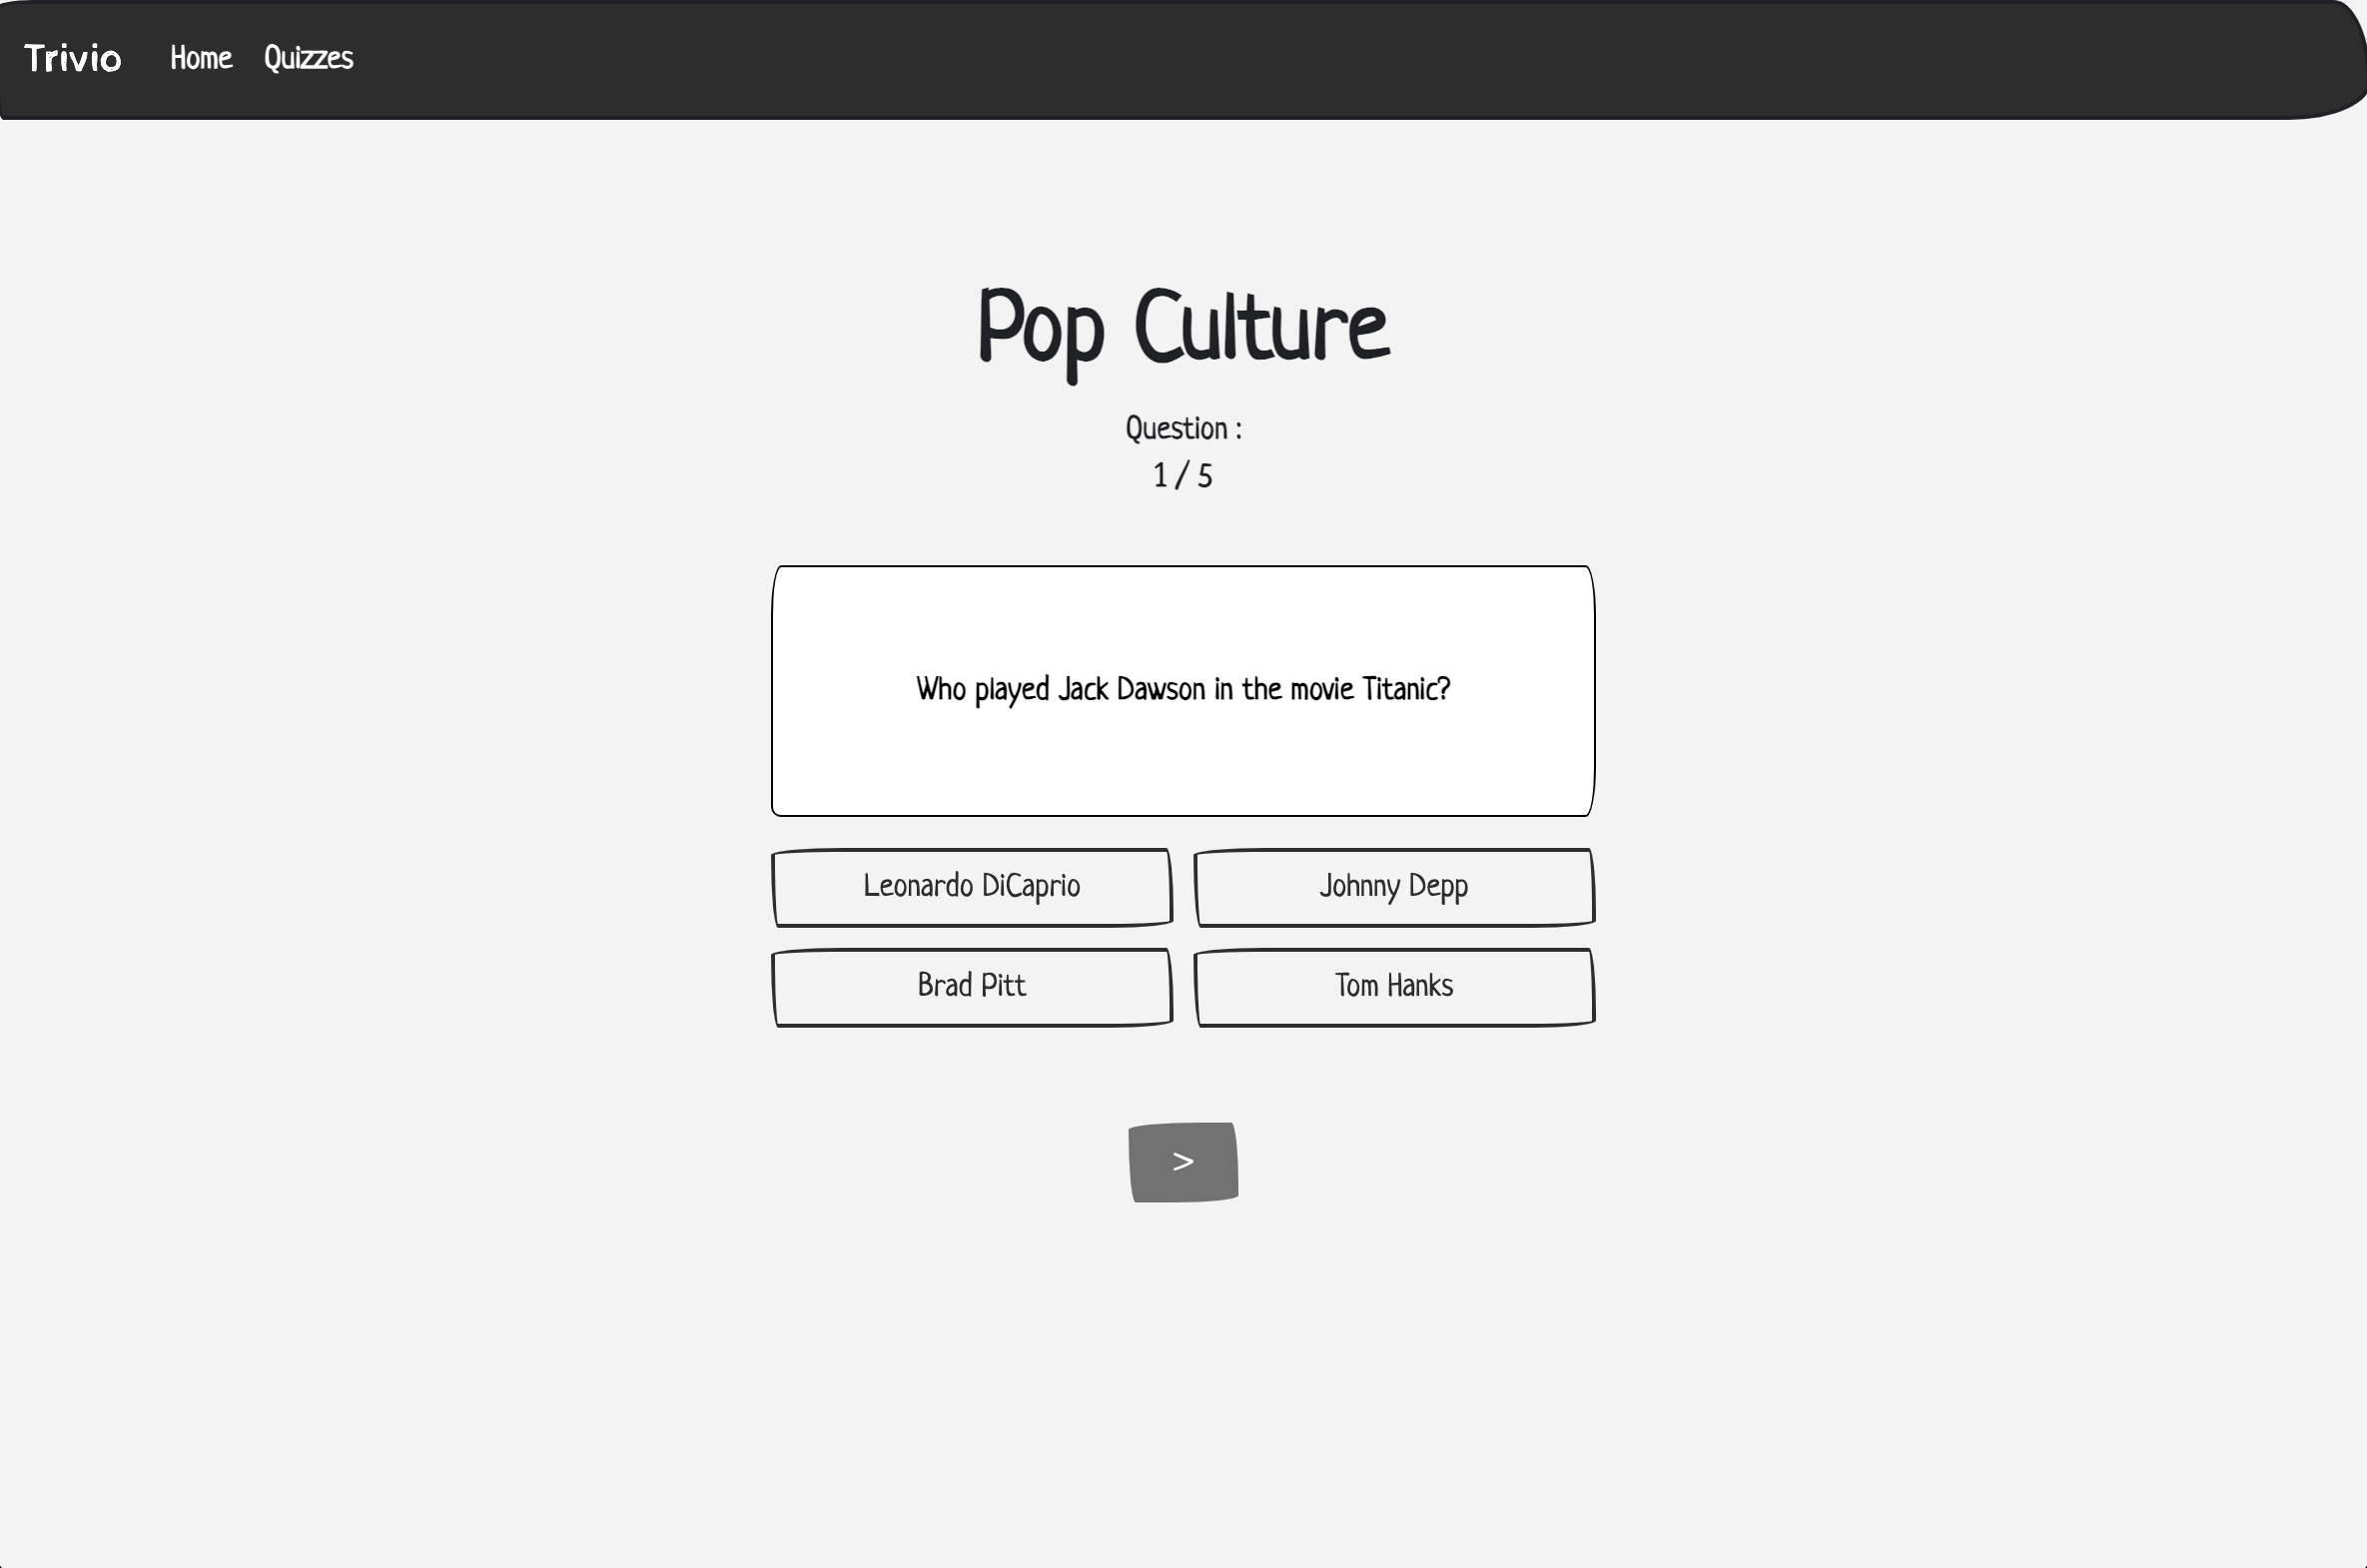 Trivio Home Quizzes
Pop Culture
Question :
1 / 5
Who played Jack Dawson in the movie Titanic?
Leonardo DiCaprio
Johnny Depp
Brad Pitt
Tom Hanks
>